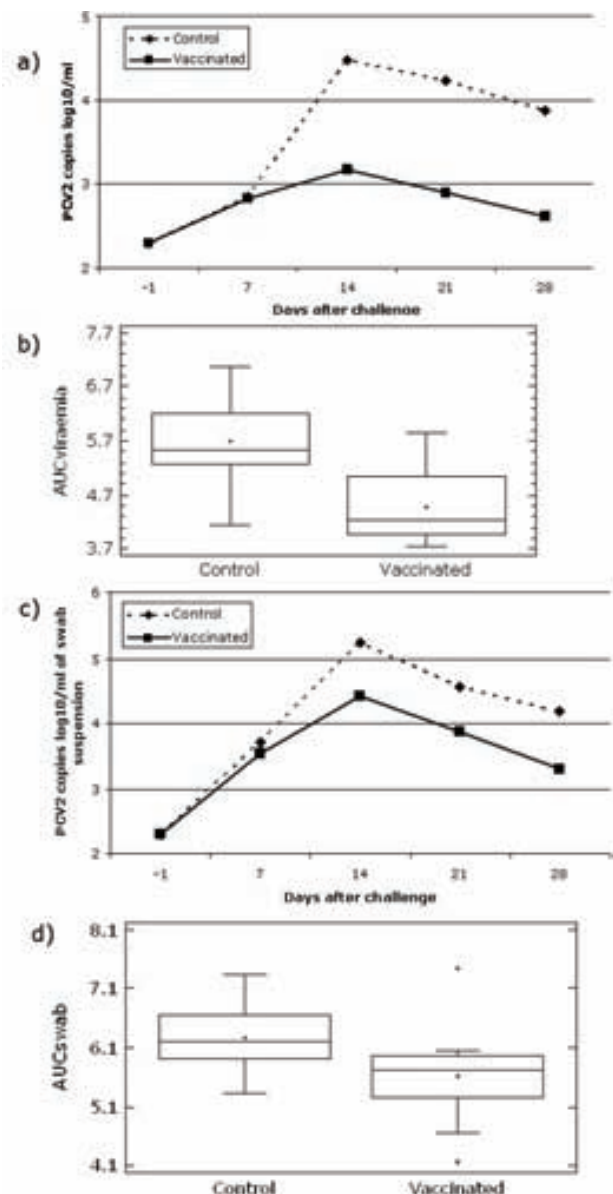 a)
5
Control
Vaccinated
4
3
2
PCV2 copies log10/ml
-1 7 14 21 28
Days after challenge
b)
7.7
6.7
5.7
4.7
3.7
AUCviraemia
Control Vaccinated
c)
6
Control
Vaccinated
5
4
3
2
PCV2 copies log10/ml of swab
suspension
-1 7 14 21 28
Days after challenge
d)
8.1
7.1
6.1
5.1
4.1
AUCswab
Control Vaccinated